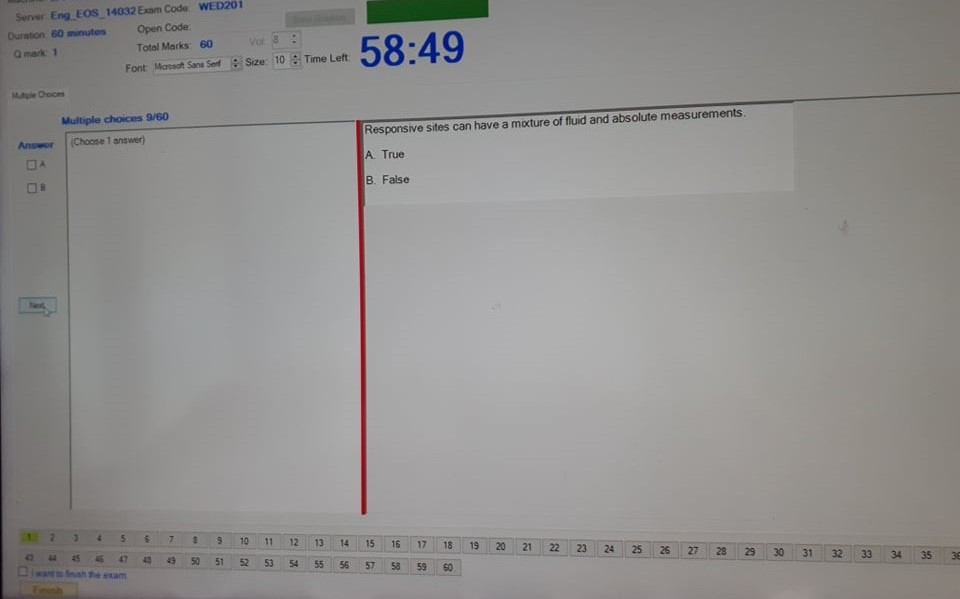 Server: Eng_EOS_14032 Exam Code: WED201
Duration: 60 minutes Open Code:
Q mark: 1 Total Marks: 60 Vol: 8
Font: Microsoft Sans Serif Size: 10 Time Left: 58:49
Multiple Choices
Multiple choices 9/60
Answer
(Choose 1 answer)
A
B
Next
Responsive sites can have a mixture of fluid and absolute measurements.
A. True
B. False
1 2 3 4 5 6 7 8 9 10 11 12 13 14 15 16 17 18 19 20 21 22 23 24 25 26 27 28 29 30 31 32 33 34 35
43 44 45 46 47 48 49 50 51 52 53 54 55 56 57 58 59 60
I want to finish the exam
Finish